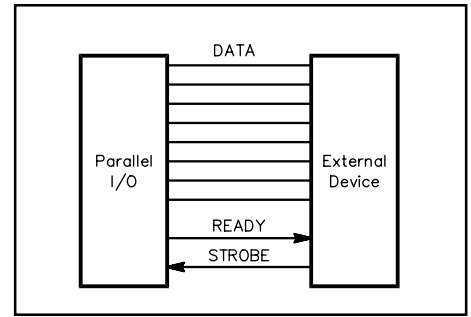 DATA
Parallel
I/O
External
Device
READY
STROBE